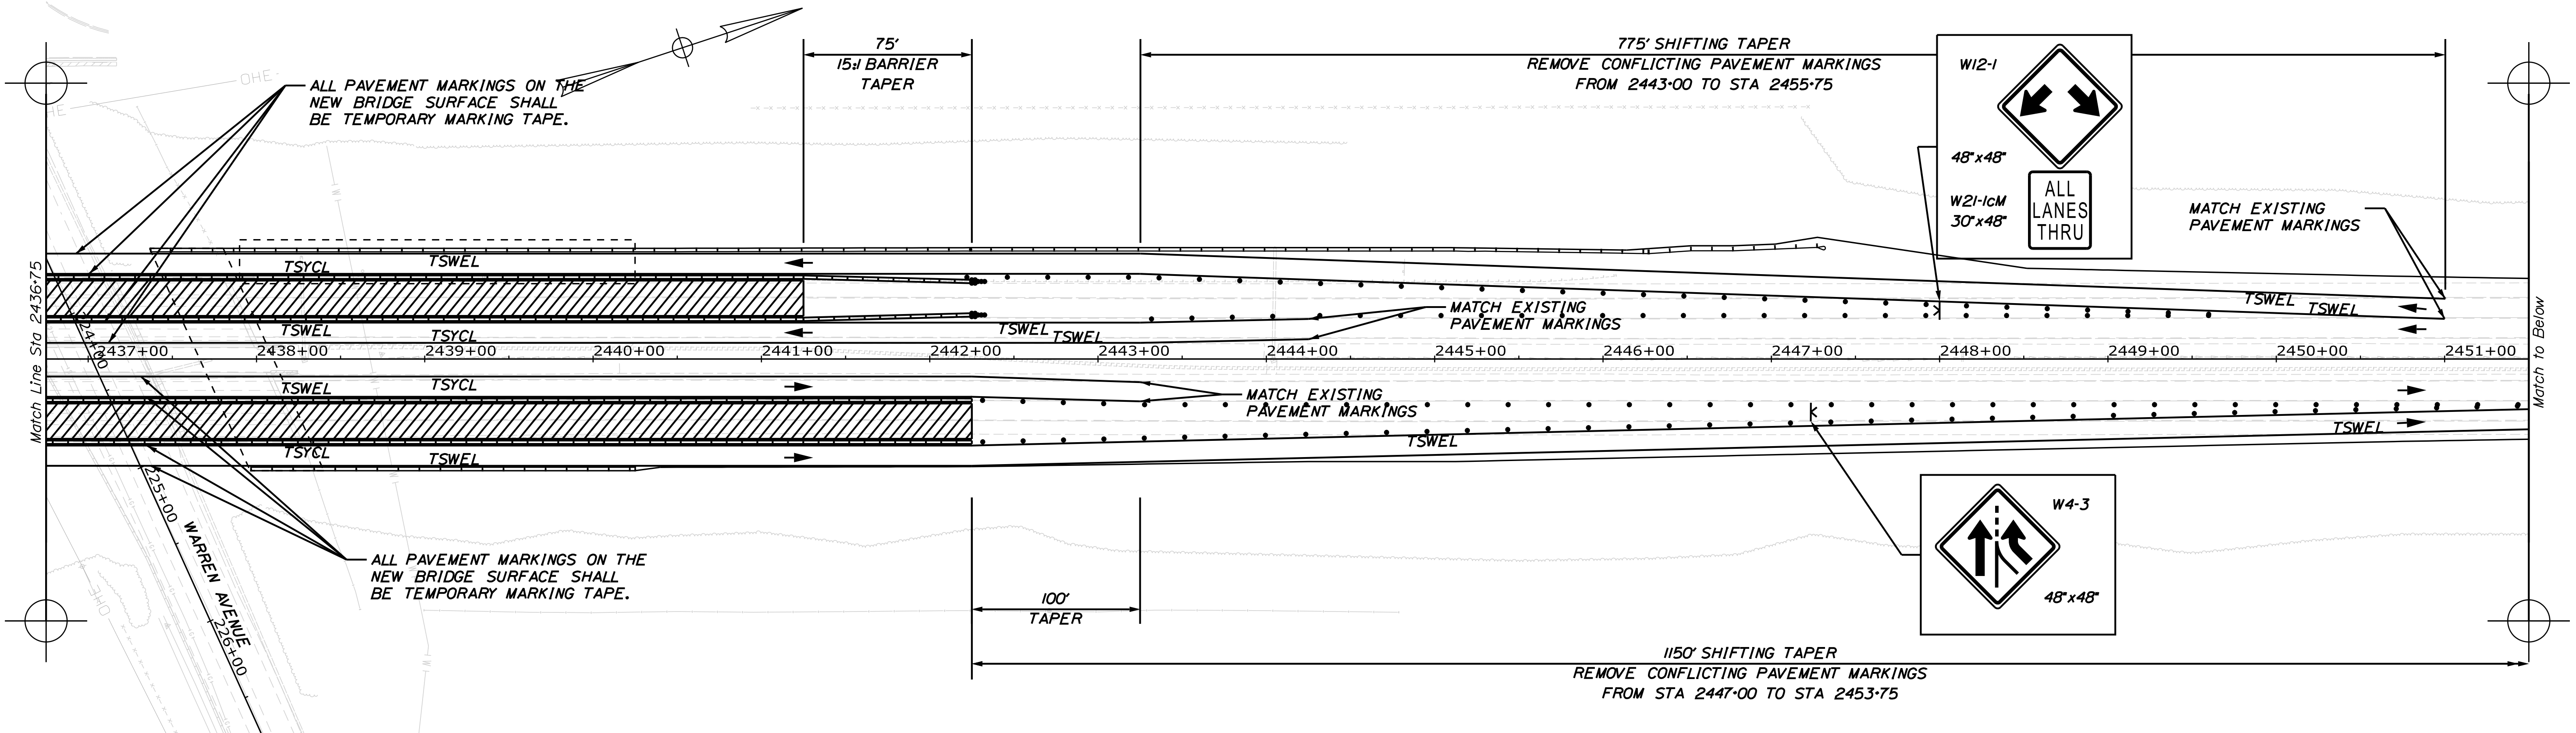 75'
15:1 BARRIER
TAPER
775' SHIFTING TAPER
REMOVE CONFLICTING PAVEMENT MARKINGS
FROM 2443+00 TO STA 2455+75
W12-1
48"x48"
W21-1cM
30"x48"
ALL
LANES
THRU
OHE
HE
ALL PAVEMENT MARKINGS ON THE
NEW BRIDGE SURFACE SHALL
BE TEMPORARY MARKING TAPE.
W
MATCH EXISTING
PAVEMENT MARKINGS
Match Line Sta 2436+75
TSYCL
TSWEL
TSWEL
TSYCL
TSWEL
TSWEL
MATCH EXISTING
PAVEMENT MARKINGS
TSWEL
TSWEL
Match to Below
2437+00
2438+00
2439+00
2440+00
2441+00
2442+00
2443+00
2444+00
2445+00
2446+00
2447+00
2448+00
2449+00
2450+00
2451+00
224+00
TSWEL
TSYCL
MATCH EXISTING
PAVEMENT MARKINGS
TSYCL
TSWEL
TSWEL
TSWEL
225+00
WARREN AVENUE
226+00
W
OHE
W
ALL PAVEMENT MARKINGS ON THE
NEW BRIDGE SURFACE SHALL
BE TEMPORARY MARKING TAPE.
W4-3
48"x48"
100'
TAPER
1150' SHIFTING TAPER
REMOVE CONFLICTING PAVEMENT MARKINGS
FROM STA 2447+00 TO STA 2453+75